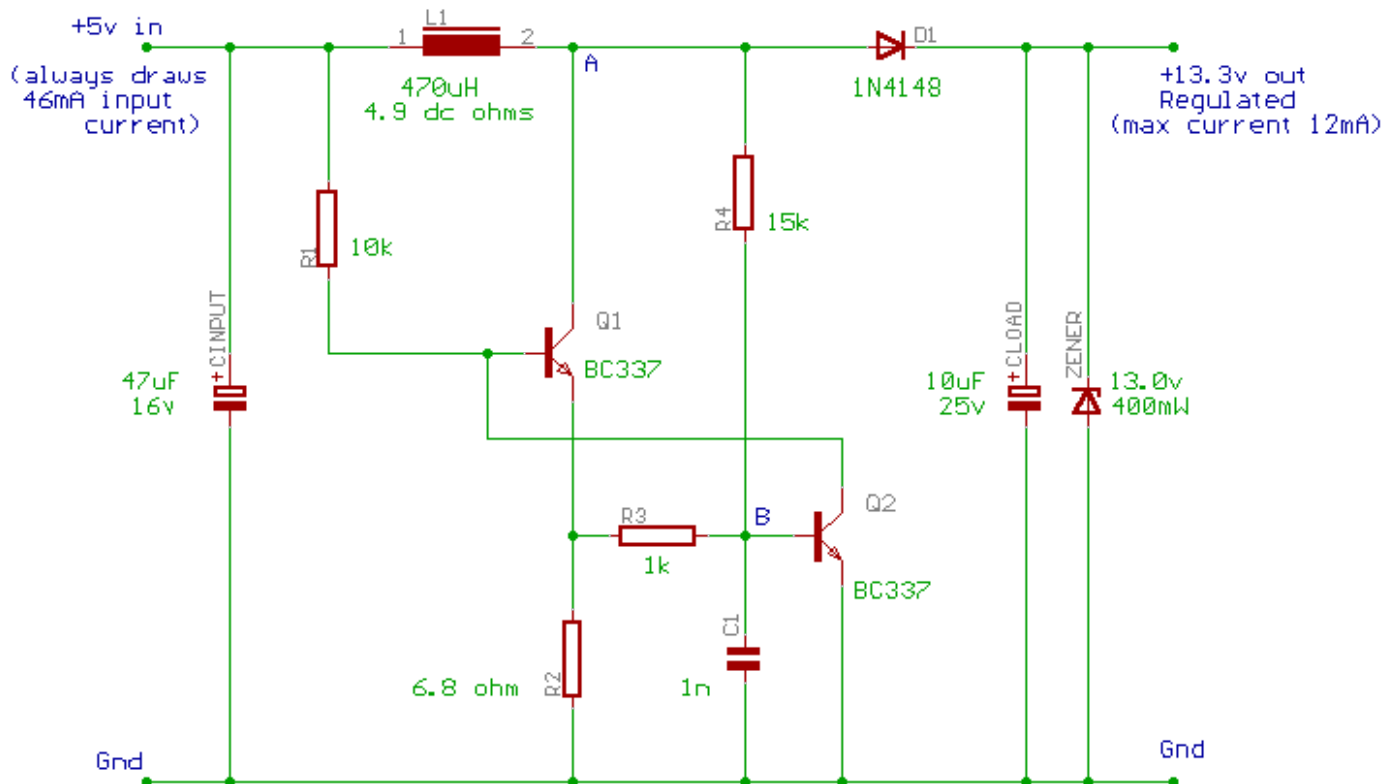 +5v in
(always draws
46mA input
current)
L1
1
2
470uH
4.9 dc ohms
A
D1
1N4148
+13.3v out
Regulated
(max current 12mA)
R1
10k
R4
15k
+
CINPUT
47uF
16v
Q1
BC337
+
CLOAD
10uF
25v
ZENER
13.0v
400mW
R3
1k
B
Q2
BC337
R2
6.8 ohm
C1
1n
Gnd
Gnd